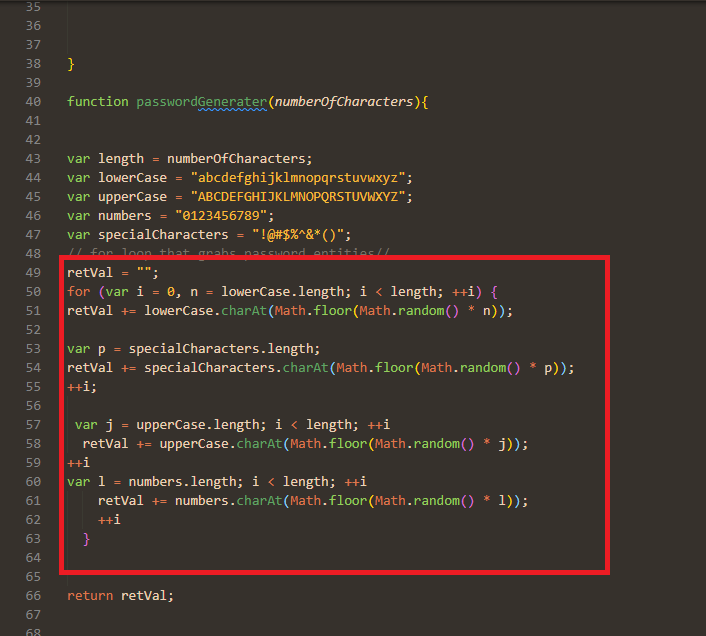 35
36
37
38 }
39
40 function passwordGenerater(numberOfCharacters){
41
42
43 var length = numberOfCharacters;
44 var lowerCase = "abcdefghijklmnopqrstuvwxyz";
45 var upperCase = "ABCDEFGHIJKLMNOPQRSTUVWXYZ";
46 var numbers = "0123456789";
47 var specialCharacters = "!@#$%^&*()";
48 // for loop that grabs password entities//
49 retVal = "";
50 for (var i = 0, n = lowerCase.length; i < length; ++i) {
51 retVal += lowerCase.charAt(Math.floor(Math.random() * n));
52
53 var p = specialCharacters.length;
54 retVal += specialCharacters.charAt(Math.floor(Math.random() * p));
55 ++i;
56
57  var j = upperCase.length; i < length; ++i
58   retVal += upperCase.charAt(Math.floor(Math.random() * j));
59 ++i
60 var l = numbers.length; i < length; ++i
61     retVal += numbers.charAt(Math.floor(Math.random() * l));
62     ++i
63   }
64
65
66 return retVal;
67
68